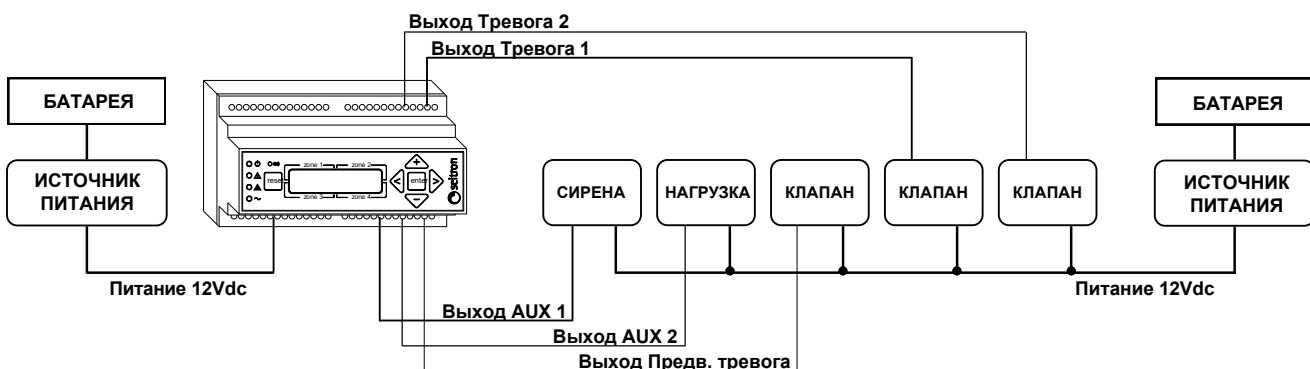 Выход Тревога 2
Выход Тревога 1
БАТАРЕЯ
БАТАРЕЯ
zone 1
zone 2
reset
enter
zone 3
zone 4
seitron
ИСТОЧНИК
ПИТАНИЯ
СИРЕНА
НАГРУЗКА
КЛАПАН
КЛАПАН
КЛАПАН
ИСТОЧНИК
ПИТАНИЯ
Питание 12Vdc
Питание 12Vdc
Выход AUX 1
Выход AUX 2
Выход Предв. тревога